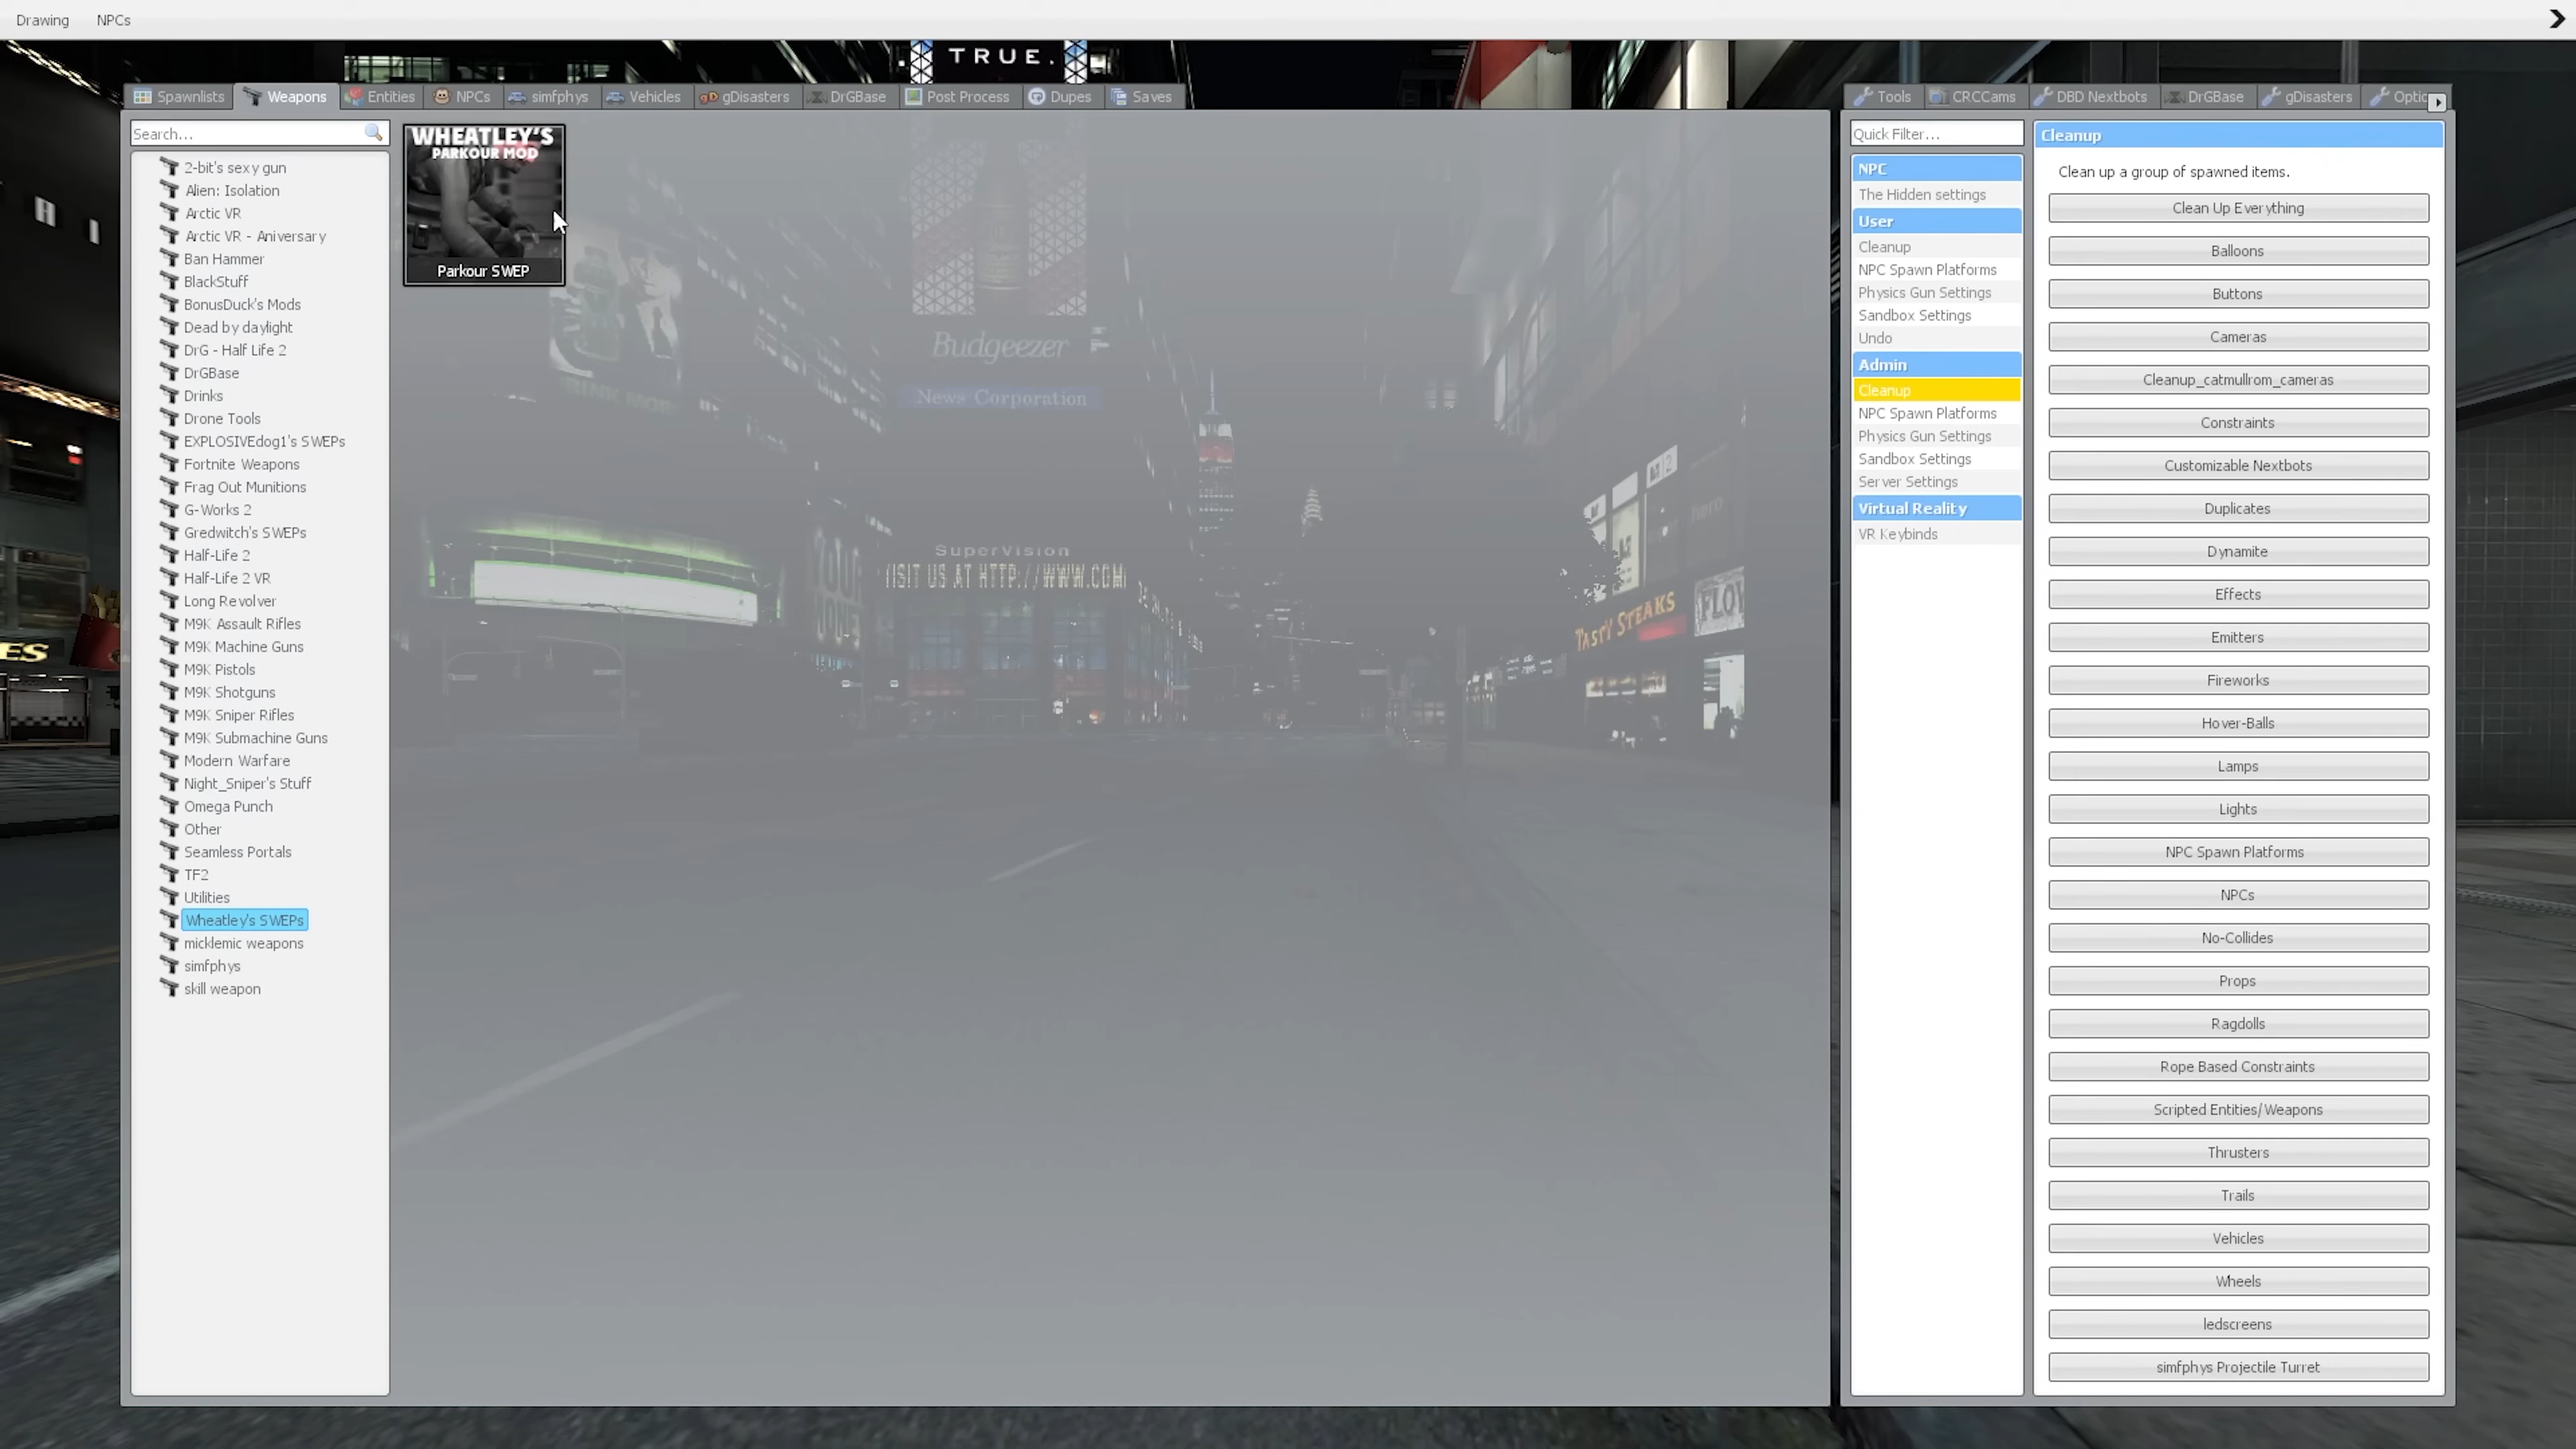 Drawing NPCs
TRUE.
Spawnlists Weapons Entities NPCs simfphys Vehicles gDisasters DrGBase Post Process Dupes Saves
Tools CRCCams DBD Nextbots DrGBase gDisasters Optio
Search...
2-bit's sexy gun
Alien: Isolation
Arctic VR
Arctic VR - Aniversary
Ban Hammer
BlackStuff
BonusDuck's Mods
Dead by daylight
DrG - Half Life 2
DrGBase
Drinks
Drone Tools
EXPLOSIVEdog1's SWEPs
Fortnite Weapons
Frag Out Munitions
G-Works 2
Gredwitch's SWEPs
Half-Life 2
Half-Life 2 VR
Long Revolver
M9K Assault Rifles
M9K Machine Guns
M9K Pistols
M9K Shotguns
M9K Sniper Rifles
M9K Submachine Guns
Modern Warfare
Night_Sniper's Stuff
Omega Punch
Other
Seamless Portals
TF2
Utilities
Wheatley's SWEPs
micklemic weapons
simfphys
skill weapon
WHEATLEY'S
PARKOUR MOD
Parkour SWEP
Budgeezer
News Corporation
SuperVision
ISIT US AT HTTP://WWW.COM
TASTY STEAKS
FLO
ES
Quick Filter...
NPC
The Hidden settings
User
Cleanup
NPC Spawn Platforms
Physics Gun Settings
Sandbox Settings
Undo
Admin
Cleanup
NPC Spawn Platforms
Physics Gun Settings
Sandbox Settings
Server Settings
Virtual Reality
VR Keybinds
Cleanup
Clean up a group of spawned items.
Clean Up Everything
Balloons
Buttons
Cameras
Cleanup_catmullrom_cameras
Constraints
Customizable Nextbots
Duplicates
Dynamite
Effects
Emitters
Fireworks
Hover-Balls
Lamps
Lights
NPC Spawn Platforms
NPCs
No-Collides
Props
Ragdolls
Rope Based Constraints
Scripted Entities/Weapons
Thrusters
Trails
Vehicles
Wheels
ledscreens
simfphys Projectile Turret